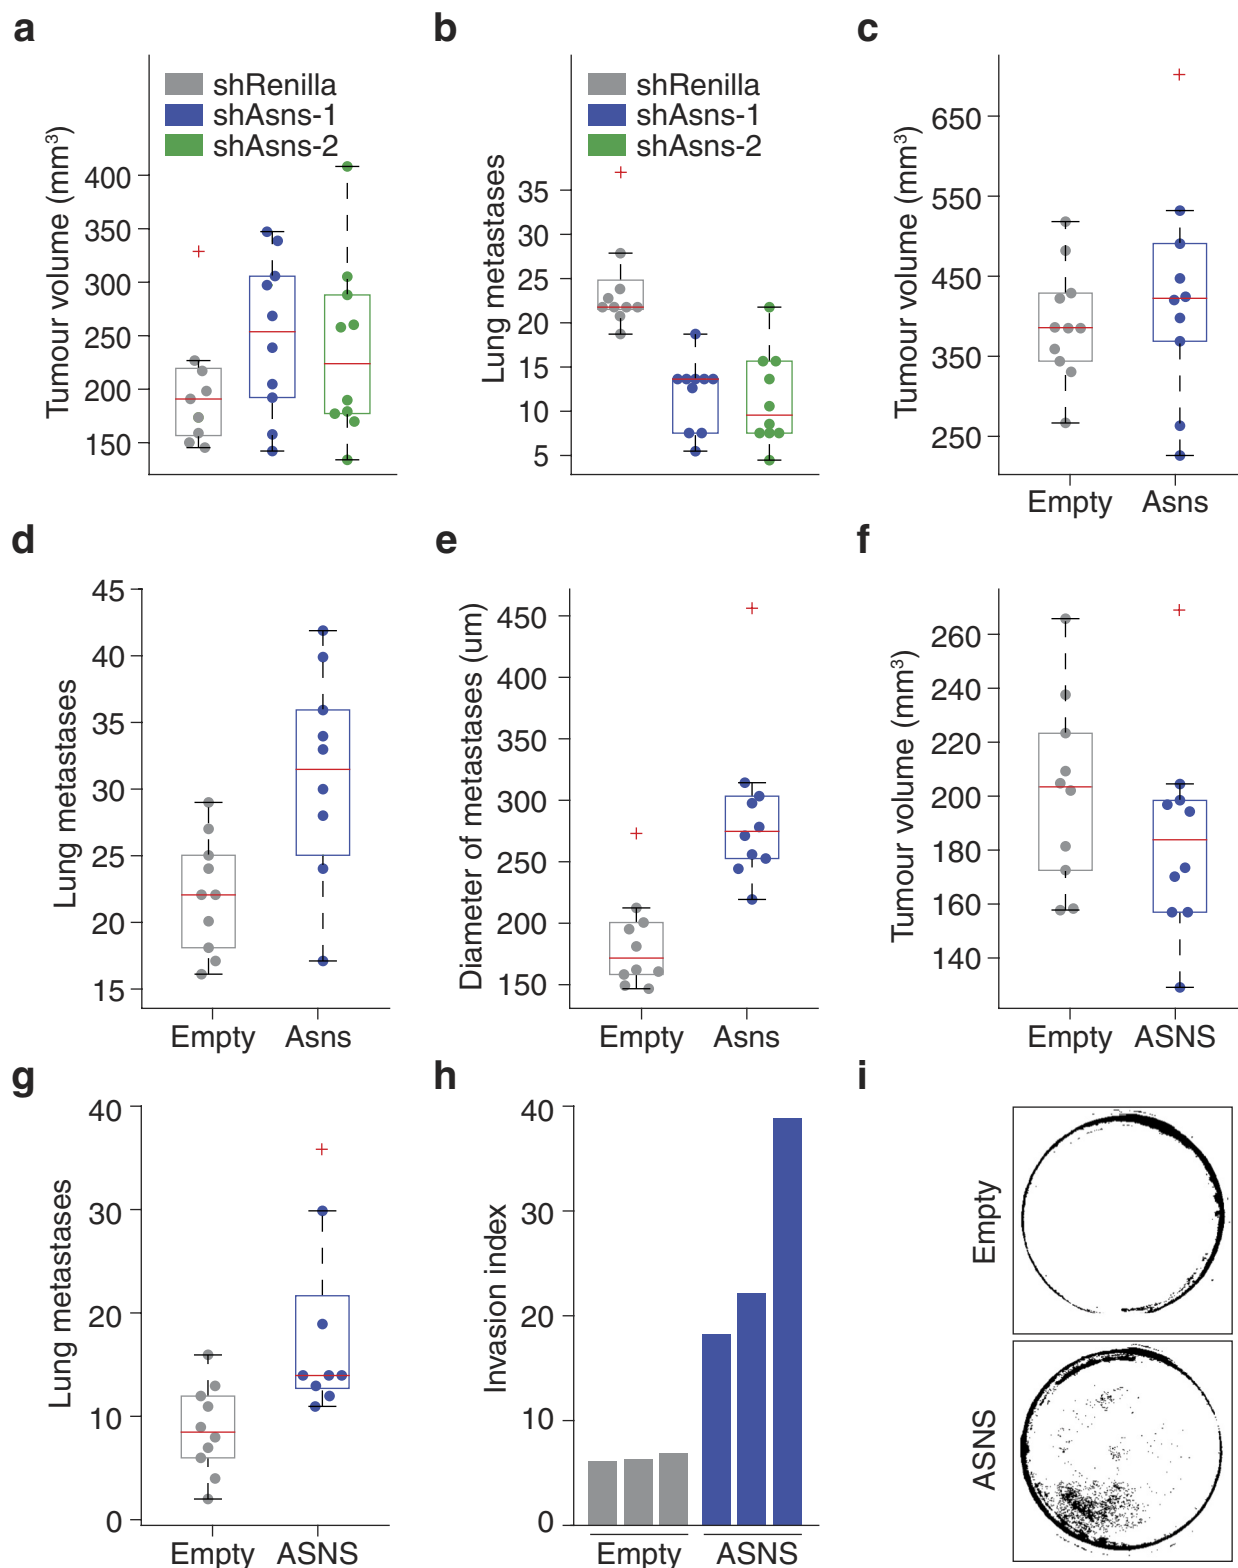 a
shRenilla
shAsns-1
shAsns-2
Tumour volume (mm³)
400
350
300
250
200
150
b
shRenilla
shAsns-1
shAsns-2
Lung metastases
35
30
25
20
15
10
5
c
Tumour volume (mm³)
650
550
450
350
250
Empty Asns
d
Lung metastases
45
40
35
30
25
20
15
Empty Asns
e
Diameter of metastases (um)
450
400
350
300
250
200
150
Empty Asns
f
Tumour volume (mm³)
260
240
220
200
180
160
140
Empty ASNS
g
Lung metastases
40
30
20
10
0
Empty ASNS
h
Invasion index
40
30
20
10
0
Empty ASNS
i
Empty
ASNS